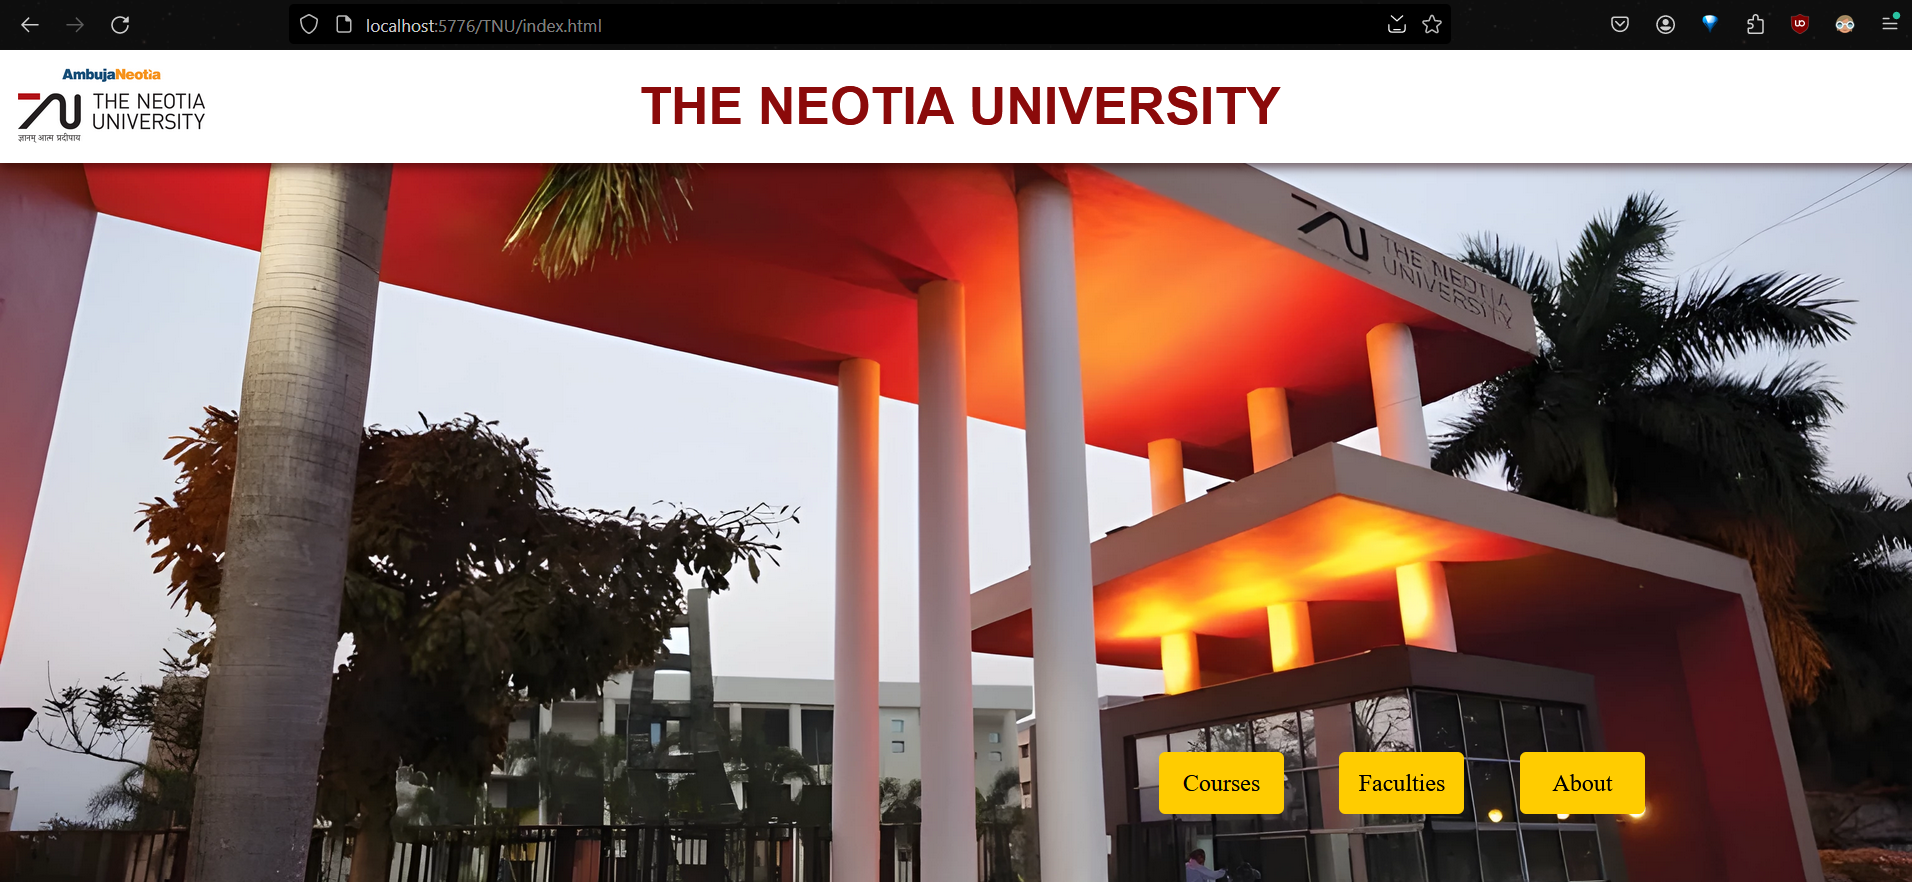 localhost:5776/TNU/index.html
AmbujaNeotia
THE NEOTIA
UNIVERSITY
ज्ञानम् आत्म प्रदीपाय
THE NEOTIA UNIVERSITY
THE NEOTIA
UNIVERSITY
Courses
Faculties
About